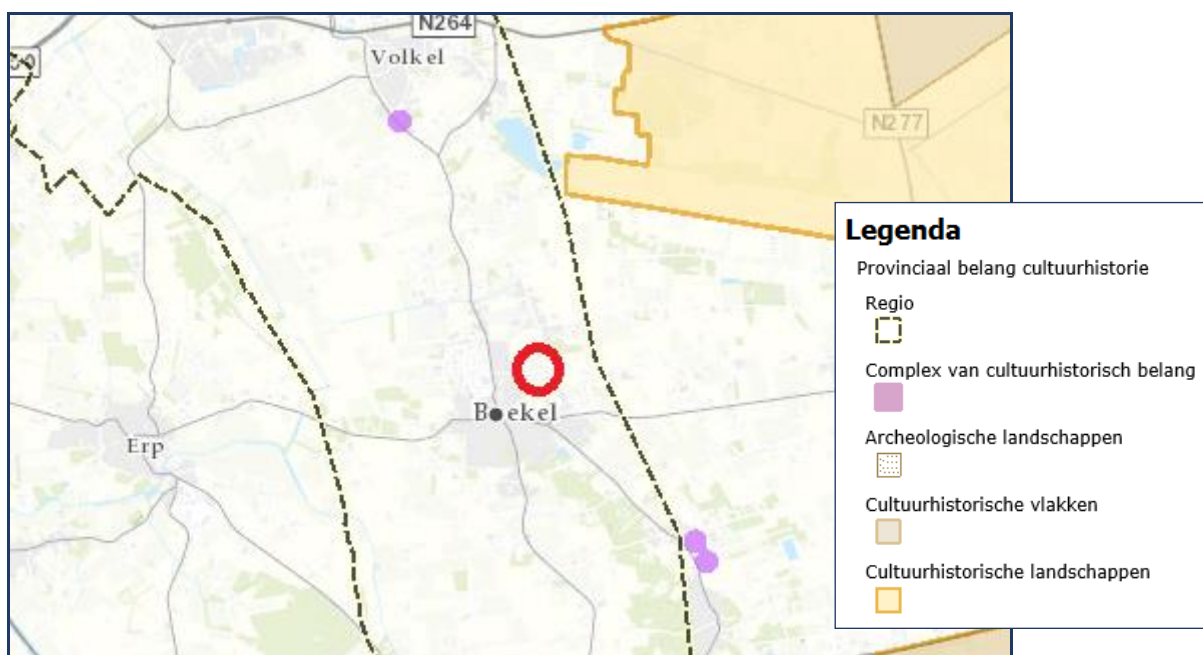 N264
Volkel
N277
Boekel
Erp
Legenda
Provinciaal belang cultuurhistorie
Regio
Complex van cultuurhistorisch belang
Archeologische landschappen
Cultuurhistorische vlakken
Cultuurhistorische landschappen